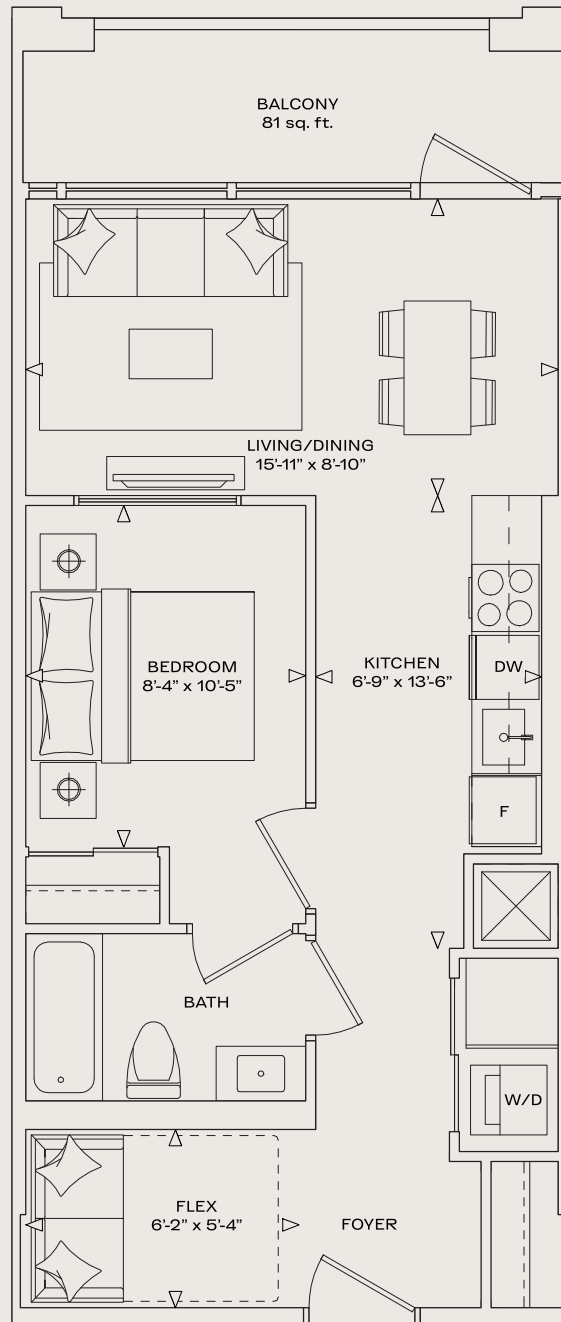 BALCONY
81 sq. ft.
LIVING/DINING
15'-11” x 8'-10”
BEDROOM
8'-4” x 10'-5”
KITCHEN
6'-9” x 13'-6”
DW
F
BATH
W/D
FLEX
6'-2” x 5'-4”
FOYER